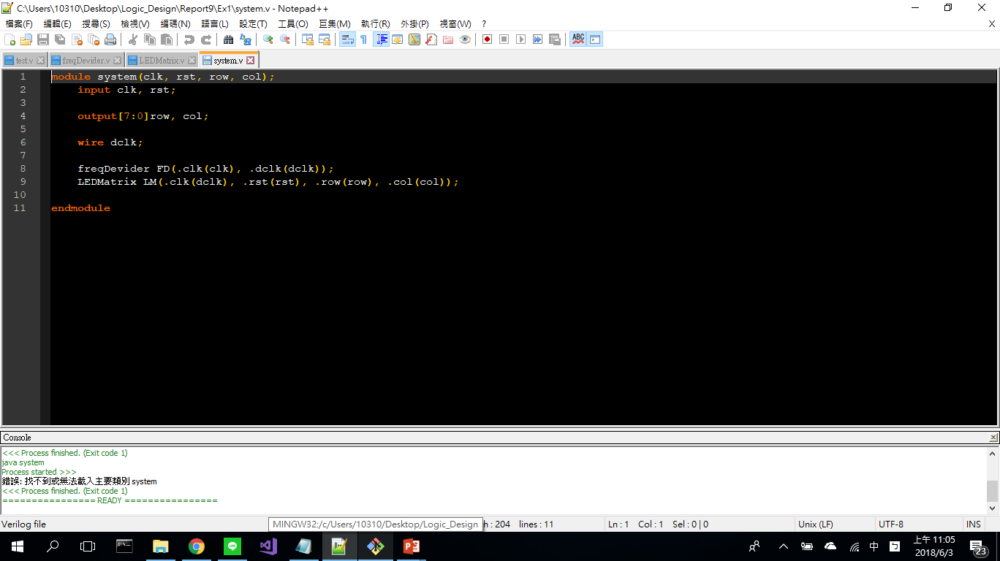 C:\Users\10310\Desktop\Logic_Design\Report9\Ex1\system.v - Notepad++
檔案(F) 編輯(E) 搜尋(S) 檢視(V) 編碼(N) 語言(L) 設定(T) 工具(O) 巨集(M) 執行(R) 外掛(P) 視窗(W) ? X
test.v freqDevider.v LEDMatrix.v system.v
1 module system(clk, rst, row, col);
2 input clk, rst;
3
4 output[7:0]row, col;
5
6 wire dclk;
7
8 freqDevider FD(.clk(clk), .dclk(dclk));
9 LEDMatrix LM(.clk(dclk), .rst(rst), .row(row), .col(col));
10
11 endmodule
Console
<<< Process finished. (Exit code 1)
java system
Process started >>>
錯誤: 找不到或無法載入主要類別 system
<<< Process finished. (Exit code 1)
================ READY ================
Verilog file MINGW32:/c/Users/10310/Desktop/Logic_Design h : 204 lines : 11 Ln : 1 Col : 1 Sel : 0 | 0 Unix (LF) UTF-8 INS
中 上午 11:05
2018/6/3 23